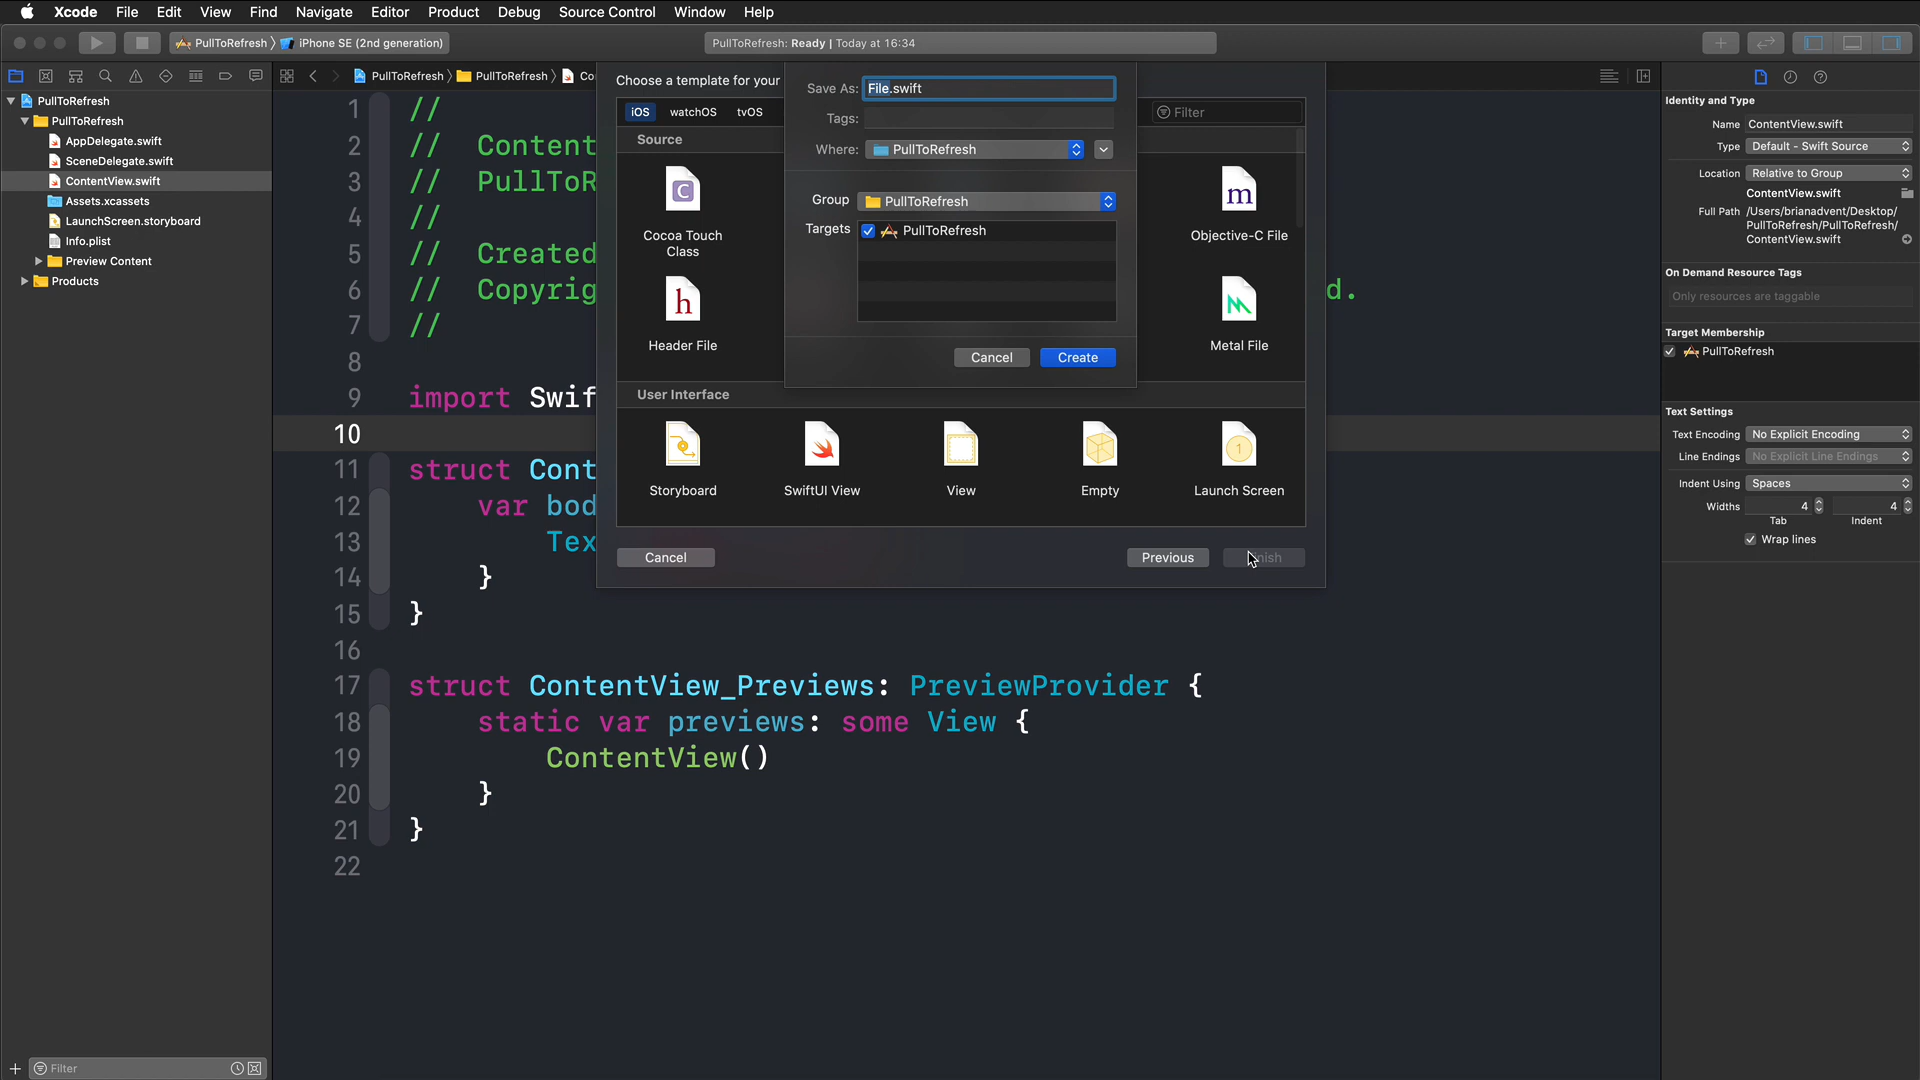 Xcode File Edit View Find Navigate Editor Product Debug Source Control Window Help
PullToRefresh iPhone SE (2nd generation)
PullToRefresh: Ready | Today at 16:34
PullToRefresh PullToRefresh Co
PullToRefresh
PullToRefresh
AppDelegate.swift
SceneDelegate.swift
ContentView.swift
Assets.xcassets
LaunchScreen.storyboard
Info.plist
Preview Content
Products
Filter
1 //
2 // Content
3 // PullToR
4 //
5 // Created
6 // Copyrig d.
7 //
8
9 import Swif
10
11 struct Cont
12 var bod
13 Tex
14 }
15 }
16
17 struct ContentView_Previews: PreviewProvider {
18 static var previews: some View {
19 ContentView()
20 }
21 }
22
Choose a template for your
iOS watchOS tvOS
Filter
Source
Cocoa Touch
Class
Objective-C File
Header File
Metal File
User Interface
Storyboard
SwiftUI View
View
Empty
Launch Screen
Cancel
Previous
Save As: File.swift
Tags:
Where: PullToRefresh
Group PullToRefresh
Targets PullToRefresh
Cancel Create
Identity and Type
Name ContentView.swift
Type Default - Swift Source
Location Relative to Group
ContentView.swift
Full Path /Users/brianadvent/Desktop/
PullToRefresh/PullToRefresh/
ContentView.swift
On Demand Resource Tags
Only resources are taggable
Target Membership
PullToRefresh
Text Settings
Text Encoding No Explicit Encoding
Line Endings No Explicit Line Endings
Indent Using Spaces
Widths 4 4
Tab Indent
Wrap lines